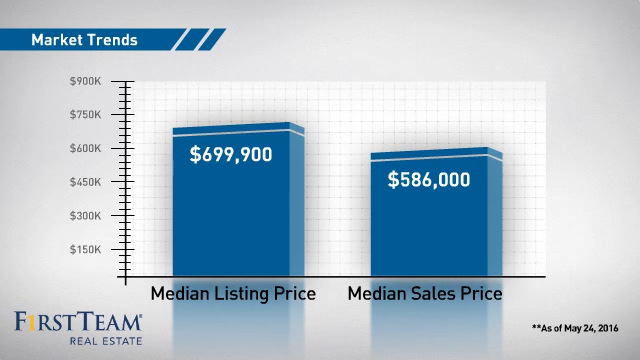 Market Trends
$900K
$750K
$600K
$450K
$300K
$150K
$699,900
$586,000
Median Listing Price
Median Sales Price
F1RSTTEAM®
REAL ESTATE
**As of May 24, 2016